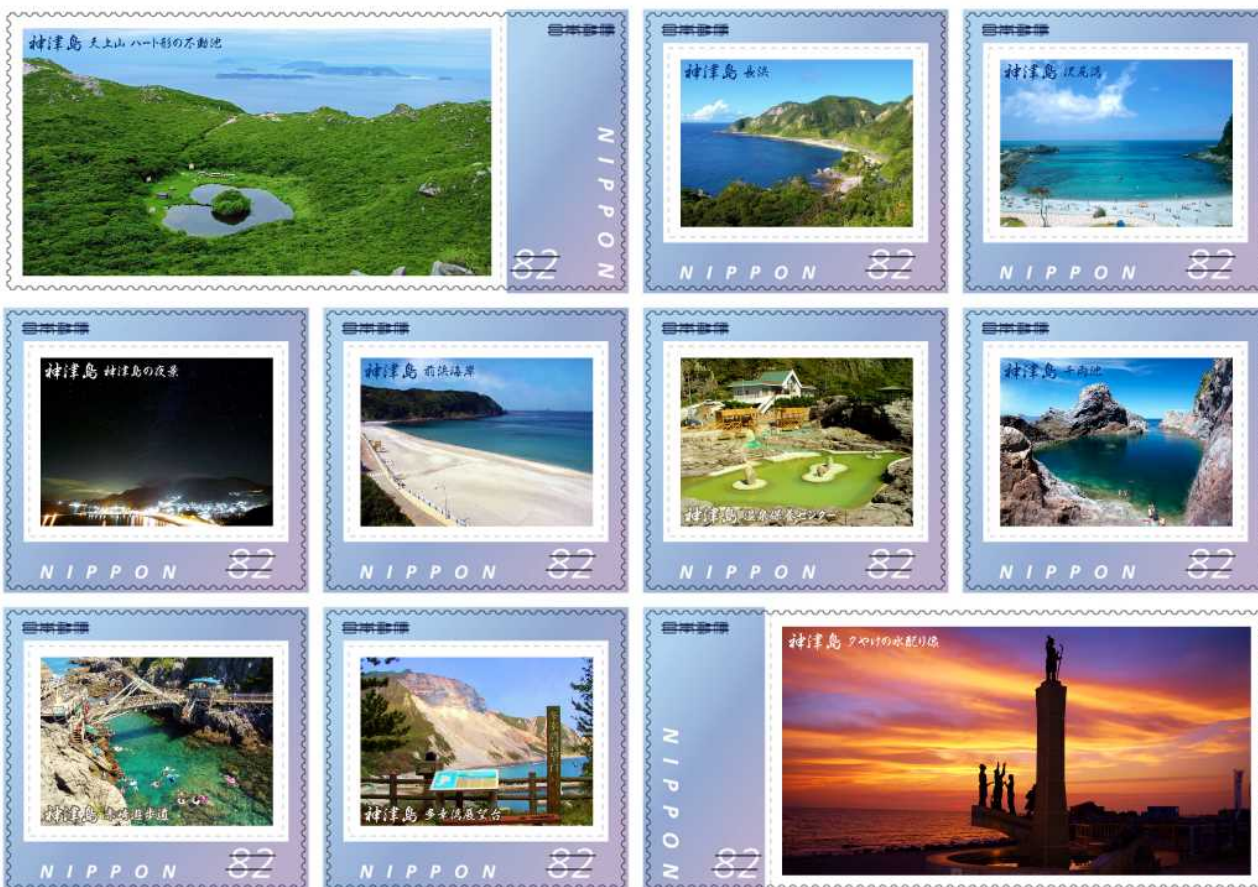 神津島 天上山 ハート形の不動池
日本郵便
NIPPON
82
日本郵便
神津島 長浜
NIPPON 82
日本郵便
神津島 沢尻湾
NIPPON 82
日本郵便
神津島 神津島の夜景
NIPPON 82
日本郵便
神津島 前浜海岸
NIPPON 82
日本郵便
神津島 温泉保養センター
NIPPON 82
日本郵便
神津島 千両池
NIPPON 82
日本郵便
神津島 赤崎遊歩道
NIPPON 82
日本郵便
神津島 多幸湾展望台
NIPPON 82
日本郵便
NIPPON
82
神津島 夕やけの水配り像